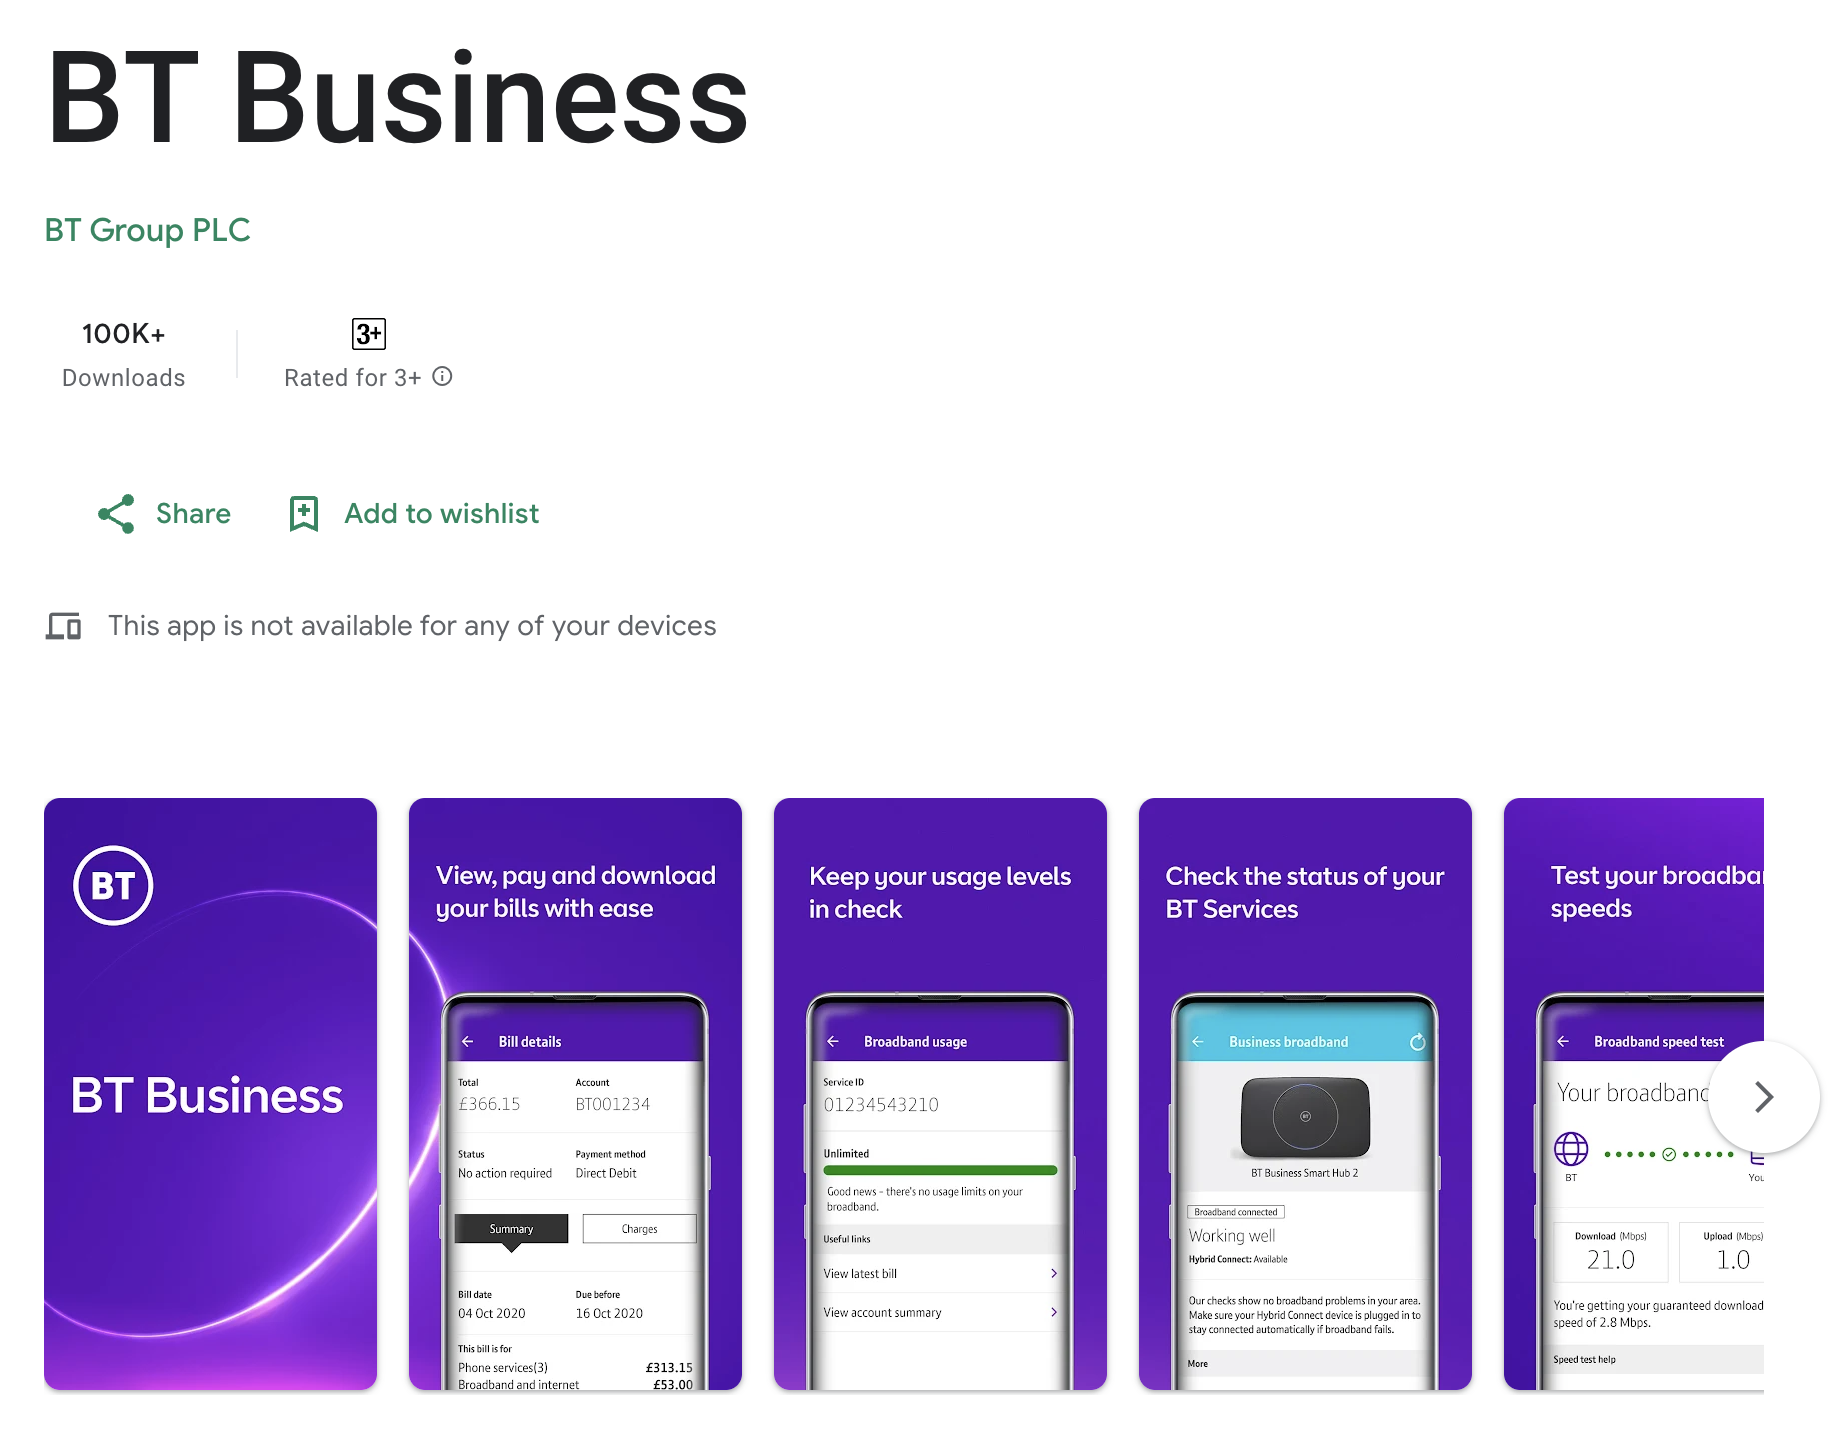 BT Business
BT Group PLC
100K+
Downloads
3+
Rated for 3+
Share
Add to wishlist
This app is not available for any of your devices
BT
BT Business
View, pay and download
your bills with ease
Bill details
Total
Account
£366.15
BT001234
Status
Payment method
No action required
Direct Debit
Summary
Charges
Bill date
Due before
04 Oct 2020
16 Oct 2020
This bill is for
Phone services(3)
£313.15
Broadband and internet
£53.00
Keep your usage levels
in check
Broadband usage
Service ID
01234543210
Unlimited
Good news - there's no usage limits on your
broadband.
Useful links
View latest bill
View account summary
Check the status of your
BT Services
Business broadband
BT
BT Business Smart Hub 2
Broadband connected
Working well
Hybrid Connect: Available
Our checks show no broadband problems in your area.
Make sure your Hybrid Connect device is plugged in to
stay connected automatically if broadband fails.
More
Test your broadba
speeds
Broadband speed test
Your broadband
BT
You
Download (Mbps)
21.0
Upload (Mbps)
1.0
You're getting your guaranteed download
speed of 2.8 Mbps.
Speed test help